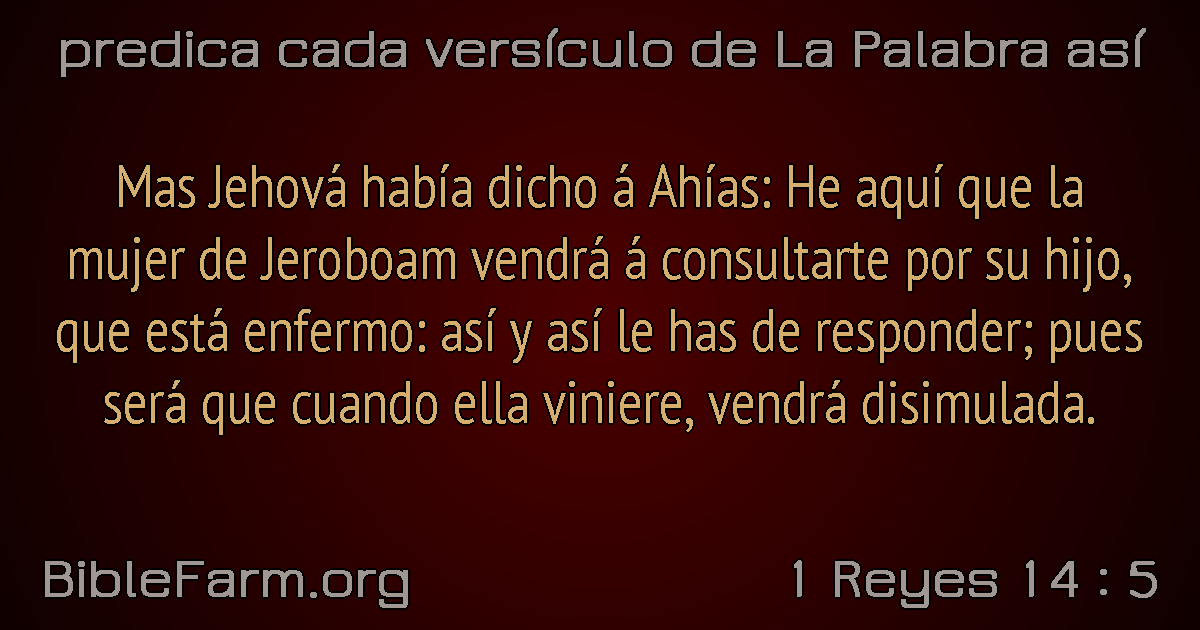 predica cada versículo de La Palabra así
Mas Jehová había dicho á Ahías: He aquí que la
mujer de Jeroboam vendrá á consultarte por su hijo,
que está enfermo: así y así le has de responder; pues
será que cuando ella viniere, vendrá disimulada.
BibleFarm.org 1 Reyes 14 : 5